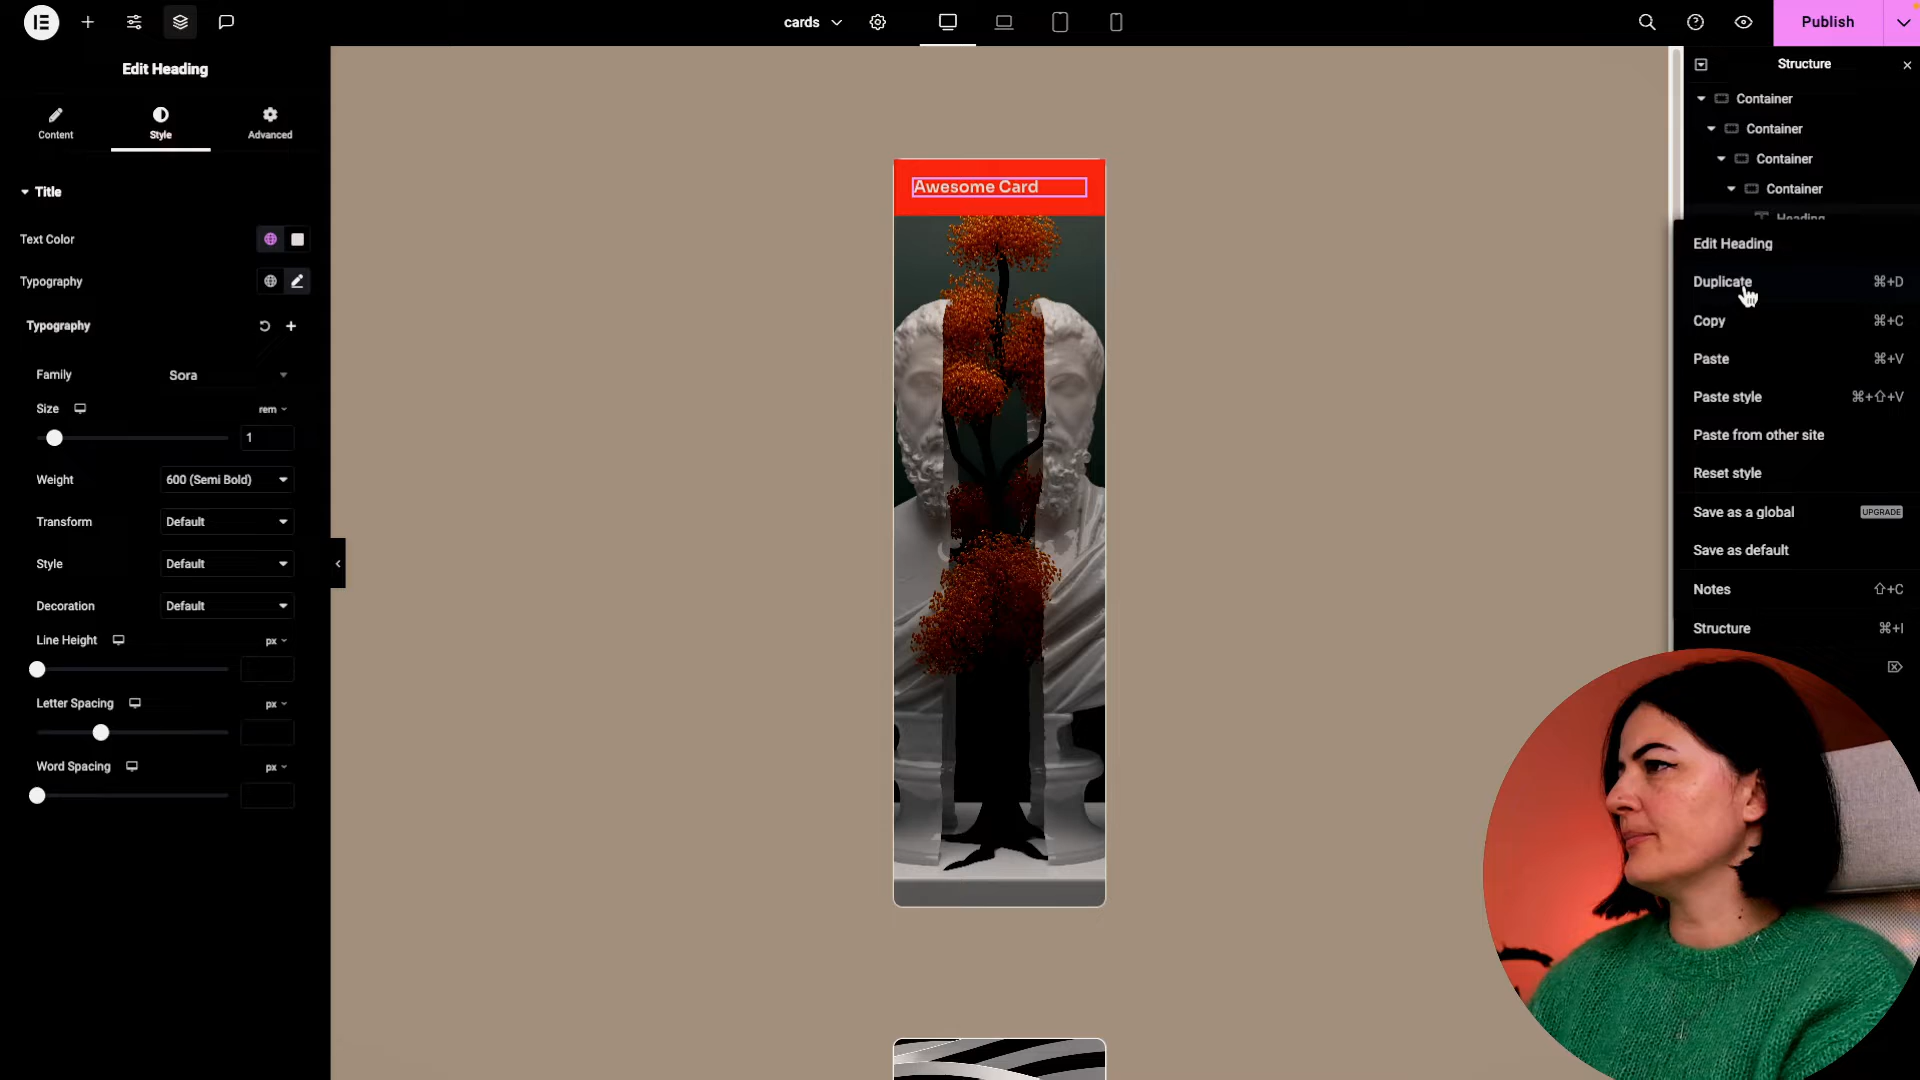 cards
Publish
Edit Heading
Content
Style
Advanced
Title
Text Color
Typography
Typography
Family
Sora
Size
rem
1
Weight
600 (Semi Bold)
Transform
Default
Style
Default
Decoration
Default
Line Height
px
Letter Spacing
px
Word Spacing
px
Awesome Card
Structure
Container
Container
Container
Container
Heading
Edit Heading
Duplicate
⌘+D
Copy
⌘+C
Paste
⌘+V
Paste style
⌘+⇧+V
Paste from other site
Reset style
Save as a global
UPGRADE
Save as default
Notes
⇧+C
Structure
⌘+I